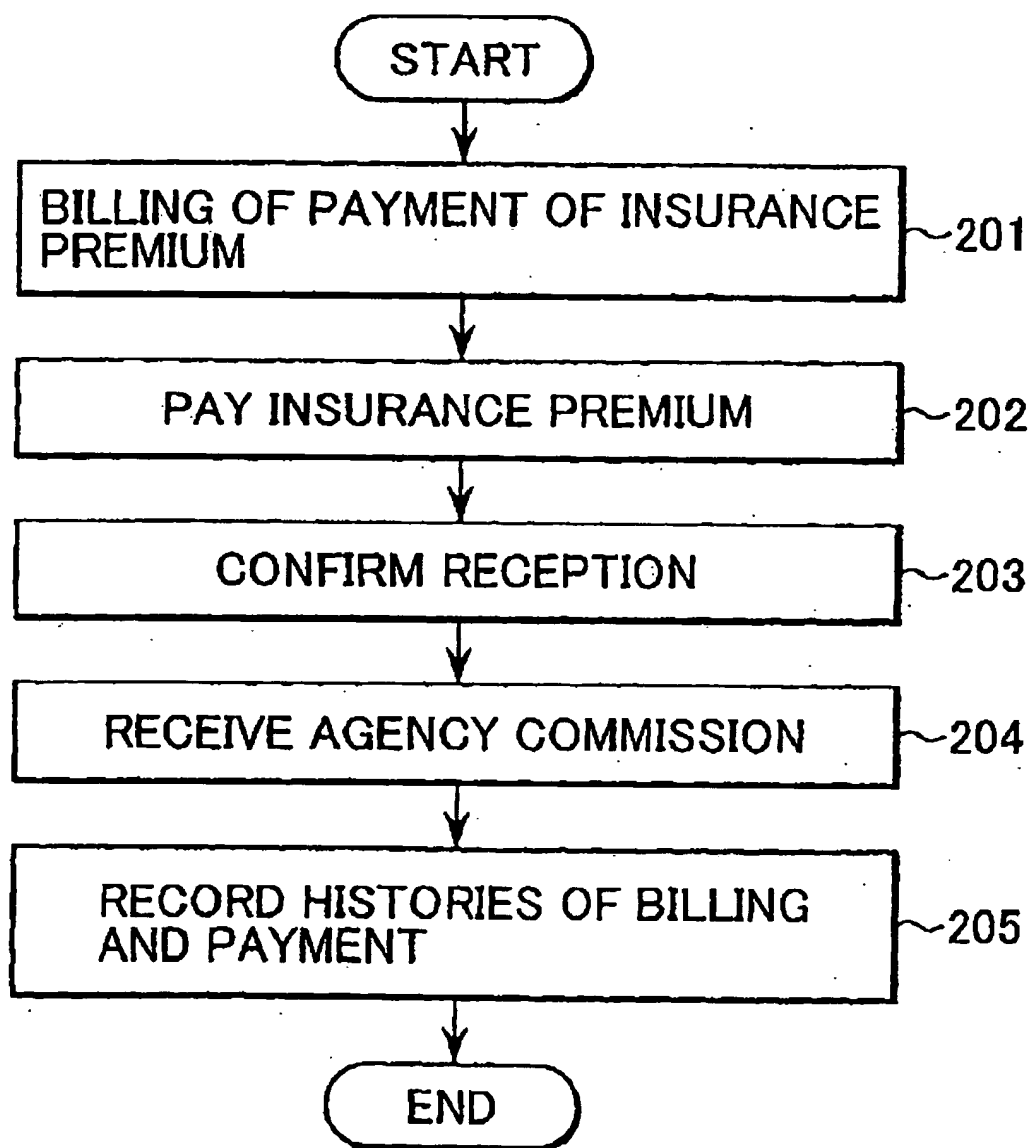 START
BILLING OF PAYMENT OF INSURANCE
PREMIUM
201
PAY INSURANCE PREMIUM
202
CONFIRM RECEPTION
203
RECEIVE AGENCY COMMISSION
204
RECORD HISTORIES OF BILLING
AND PAYMENT
205
END